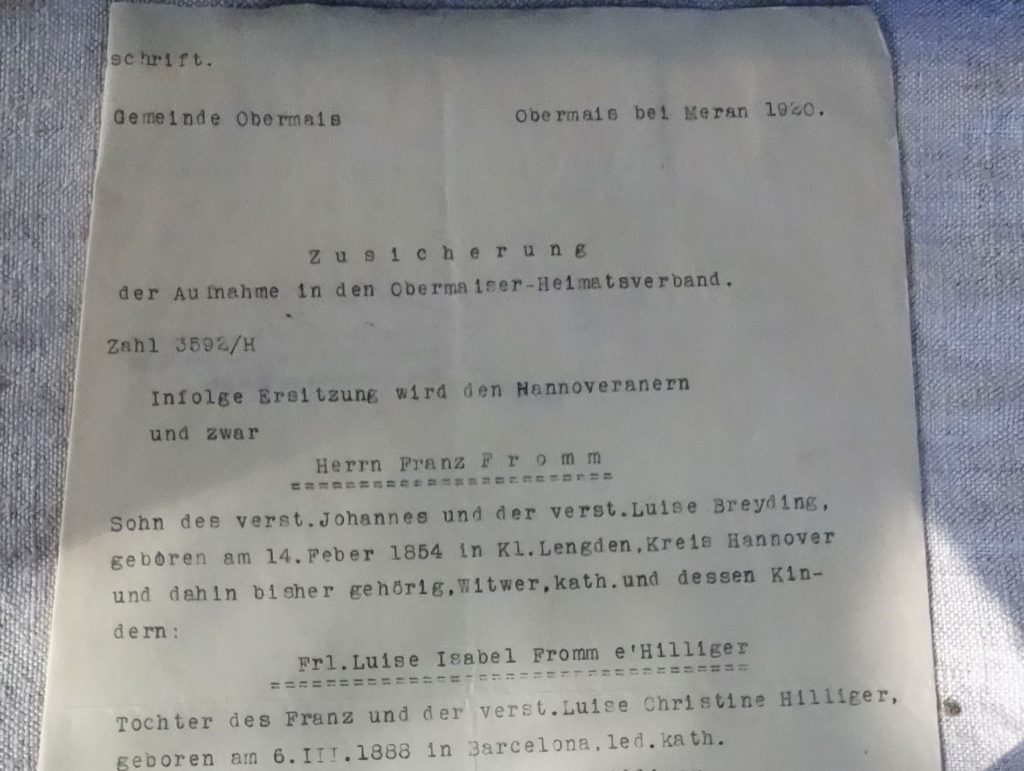 schrift.
Gemeinde Obermais Obermais bei Meran 1920.
Zusicherung
der Aufnahme in den Obermaiser-Heimatsverband.
Zahl 3592/H
Infolge Ersitzung wird den Hannoveranern
und zwar
Herrn Franz Fromm
Sohn des verst.Johannes und der verst.Luise Breyding,
geboren am 14.Feber 1854 in Kl.Lengden,Kreis Hannover
und dahin bisher gehörig,Witwer,kath.und dessen Kin-
dern:
Frl.Luise Isabel Fromm e'Hilliger
Tochter des Franz und der verst.Luise Christine Hilliger,
geboren am 6.III.1888 in Barcelona,led.kath.